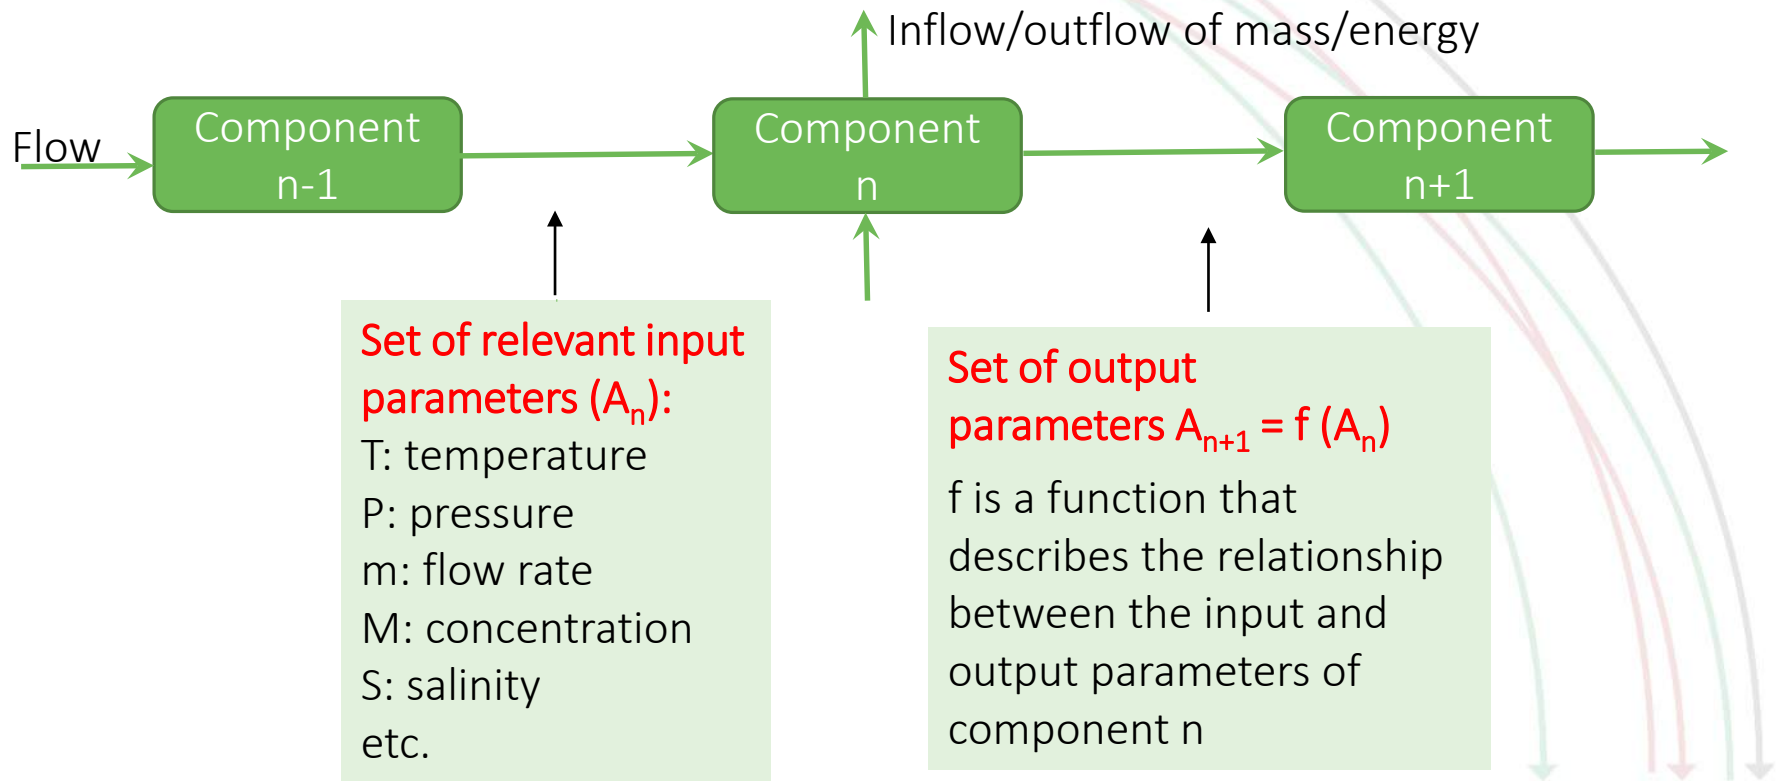 Inflow/outflow of mass/energy
Flow
Component
n-1
Component
n
Component
n+1
Set of relevant input
parameters (Aₙ):
T: temperature
P: pressure
m: flow rate
M: concentration
S: salinity
etc.
Set of output
parameters Aₙ₊₁ = f (Aₙ)
f is a function that
describes the relationship
between the input and
output parameters of
component n